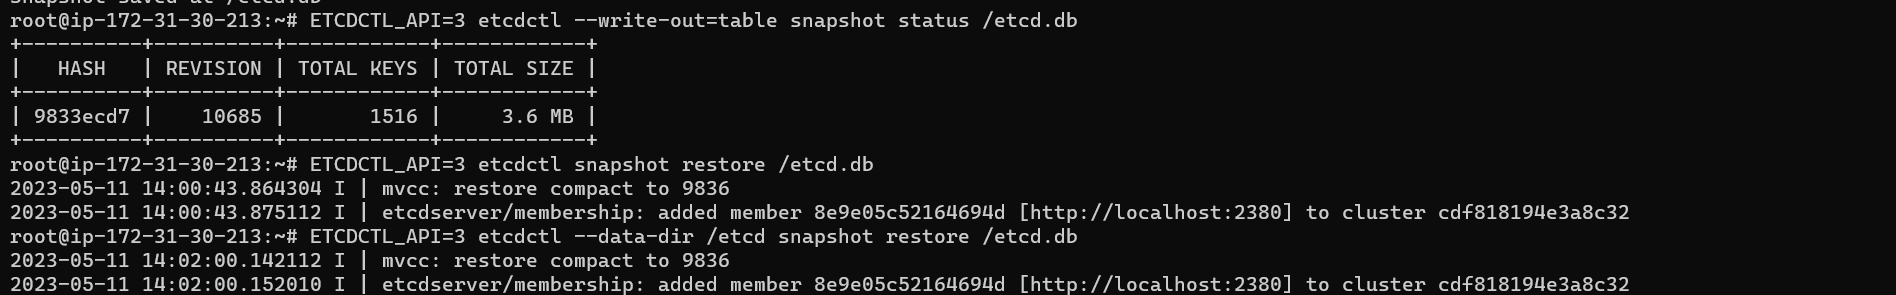 Snapshot saved at /etcd.db
root@ip-172-31-30-213:~# ETCDCTL_API=3 etcdctl --write-out=table snapshot status /etcd.db
+----------+----------+------------+------------+
|   HASH   | REVISION | TOTAL KEYS | TOTAL SIZE |
+----------+----------+------------+------------+
| 9833ecd7 |    10685 |       1516 |     3.6 MB |
+----------+----------+------------+------------+
root@ip-172-31-30-213:~# ETCDCTL_API=3 etcdctl snapshot restore /etcd.db
2023-05-11 14:00:43.864304 I | mvcc: restore compact to 9836
2023-05-11 14:00:43.875112 I | etcdserver/membership: added member 8e9e05c52164694d [http://localhost:2380] to cluster cdf818194e3a8c32
root@ip-172-31-30-213:~# ETCDCTL_API=3 etcdctl --data-dir /etcd snapshot restore /etcd.db
2023-05-11 14:02:00.142112 I | mvcc: restore compact to 9836
2023-05-11 14:02:00.152010 I | etcdserver/membership: added member 8e9e05c52164694d [http://localhost:2380] to cluster cdf818194e3a8c32